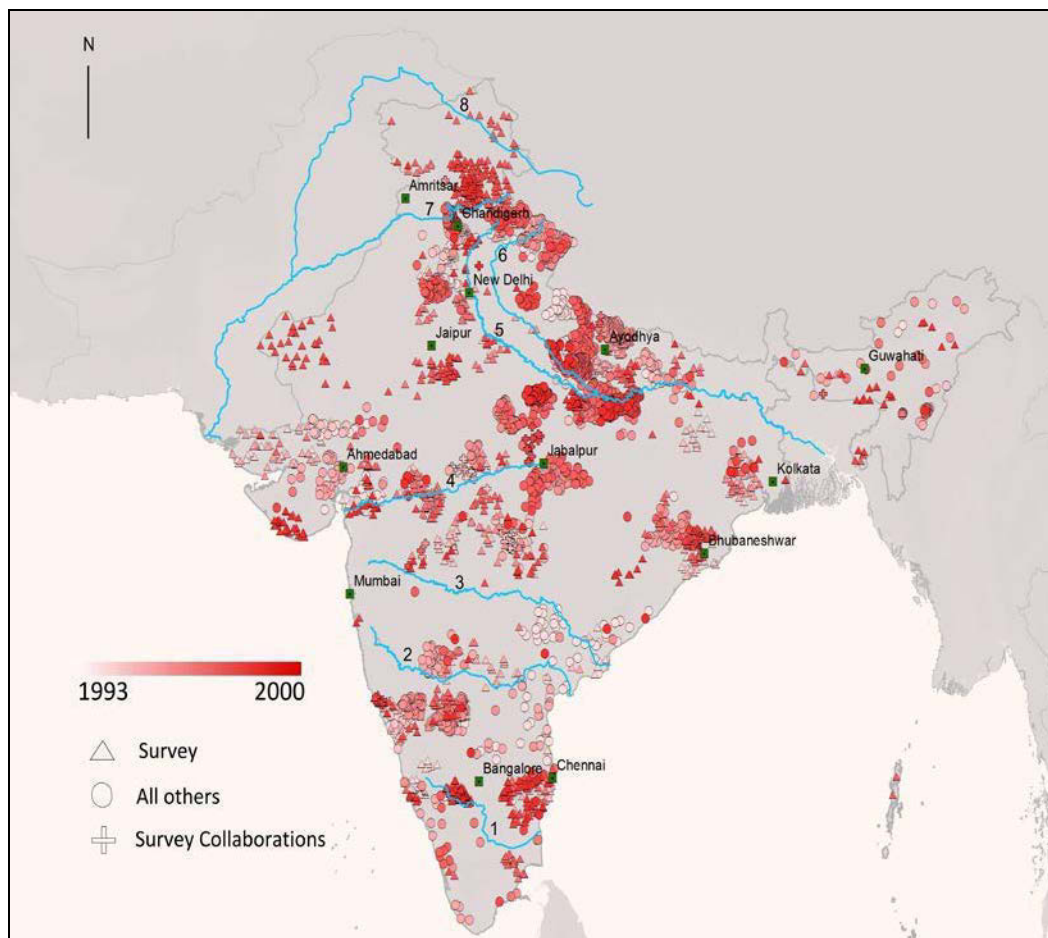 N
8
Amritsar
7
Chandigarh
6
New Delhi
5
Jaipur
Ayodhya
Guwahati
Ahmedabad
4
Jabalpur
Kolkata
Bhubaneshwar
3
Mumbai
2
1993
2000
Survey
Bangalore
Chennai
All others
1
Survey Collaborations